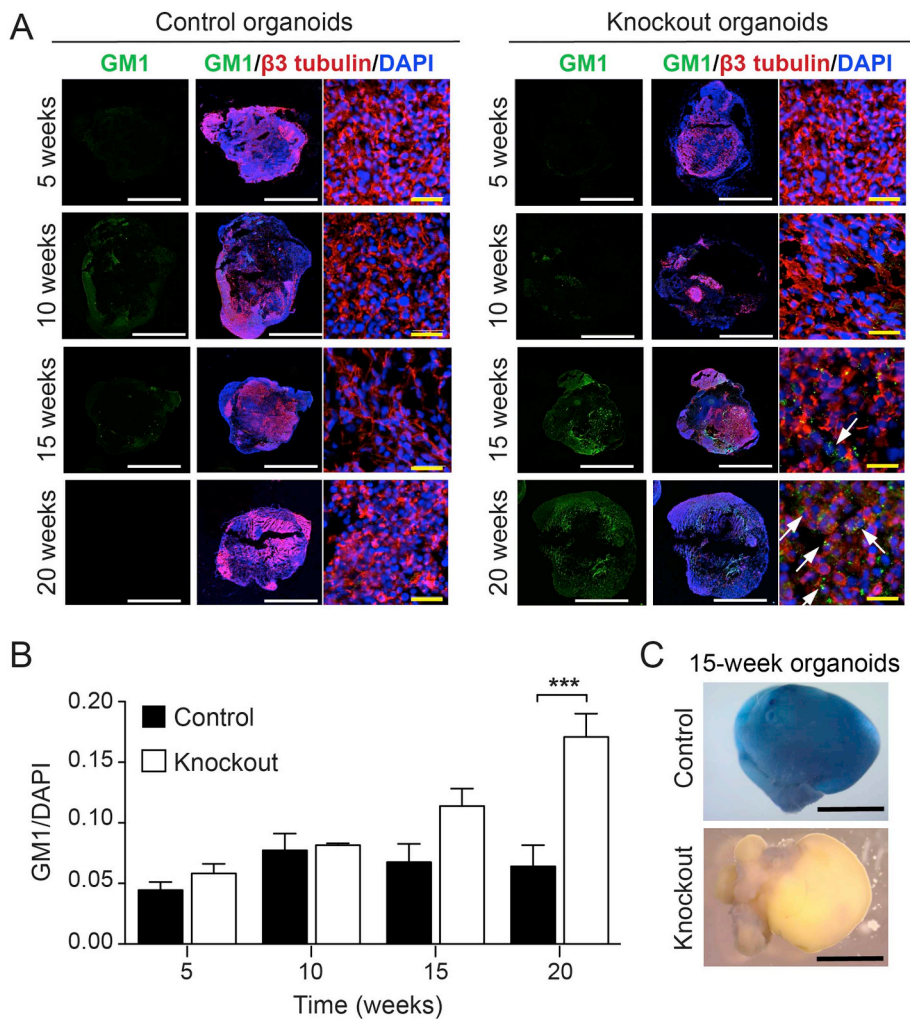 A
Control organoids
Knockout organoids
GM1
GM1/β3 tubulin/DAPI
GM1
GM1/β3 tubulin/DAPI
5 weeks
5 weeks
10 weeks
10 weeks
15 weeks
15 weeks
20 weeks
20 weeks
B
GM1/DAPI
0.20
0.15
0.10
0.05
0.00
Control
Knockout
***
5
10
15
20
Time (weeks)
C
15-week organoids
Control
Knockout